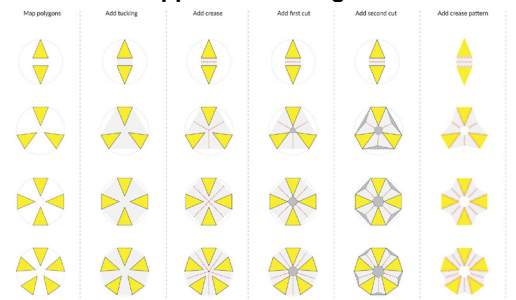 Map polygons
Add tucking
Add crease
Add first cut
Add second cut
Add crease pattern